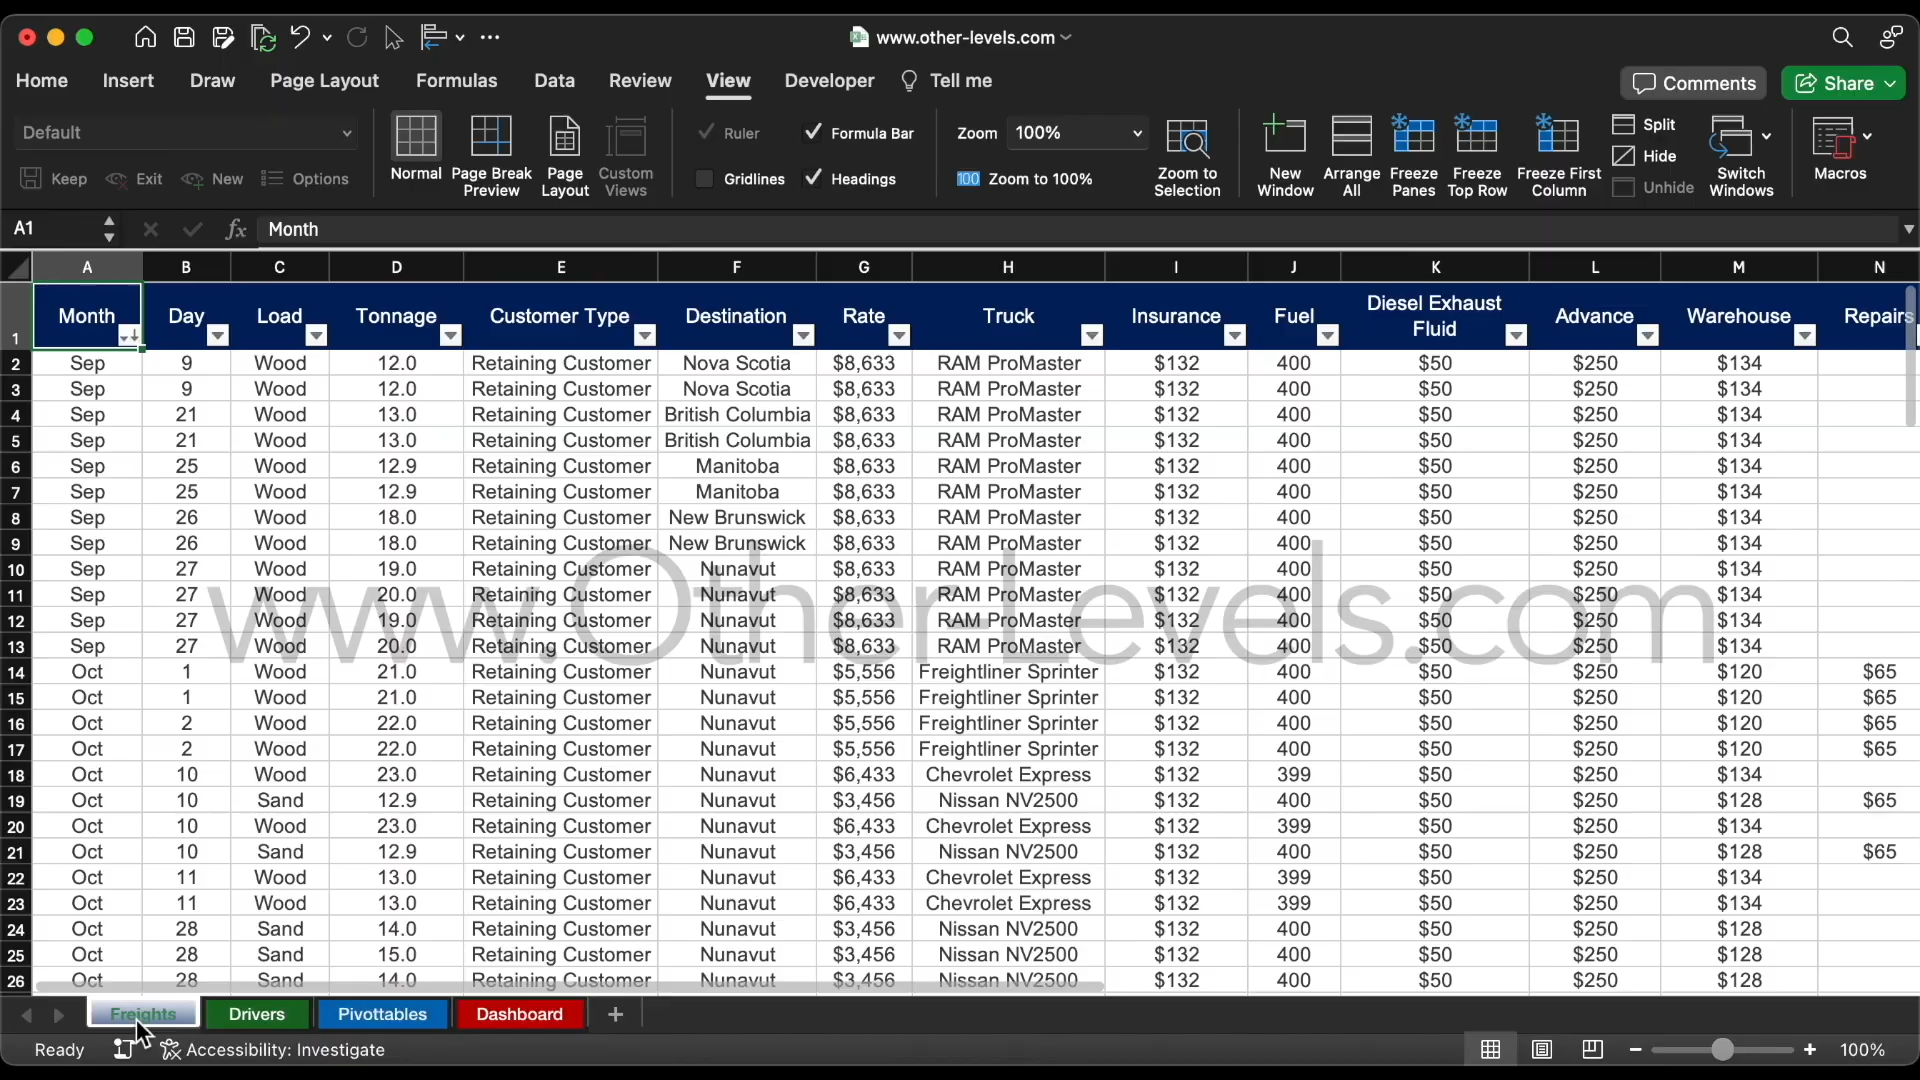 www.other-levels.com
Home Insert Draw Page Layout Formulas Data Review View Developer Tell me Comments Share
Default Ruler Formula Bar Zoom 100% Split
Keep Exit New Options Normal Page Break Preview Page Layout Custom Views Gridlines Headings 100 Zoom to 100% Zoom to Selection New Window Arrange All Freeze Panes Freeze Top Row Freeze First Column Hide Unhide Switch Windows Macros
A1 fx Month
A B C D E F G H I J K L M N
1 Month Day Load Tonnage Customer Type Destination Rate Truck Insurance Fuel Diesel Exhaust Fluid Advance Warehouse Repairs
2 Sep 9 Wood 12.0 Retaining Customer Nova Scotia $8,633 RAM ProMaster $132 400 $50 $250 $134
3 Sep 9 Wood 12.0 Retaining Customer Nova Scotia $8,633 RAM ProMaster $132 400 $50 $250 $134
4 Sep 21 Wood 13.0 Retaining Customer British Columbia $8,633 RAM ProMaster $132 400 $50 $250 $134
5 Sep 21 Wood 13.0 Retaining Customer British Columbia $8,633 RAM ProMaster $132 400 $50 $250 $134
6 Sep 25 Wood 12.9 Retaining Customer Manitoba $8,633 RAM ProMaster $132 400 $50 $250 $134
7 Sep 25 Wood 12.9 Retaining Customer Manitoba $8,633 RAM ProMaster $132 400 $50 $250 $134
8 Sep 26 Wood 18.0 Retaining Customer New Brunswick $8,633 RAM ProMaster $132 400 $50 $250 $134
9 Sep 26 Wood 18.0 Retaining Customer New Brunswick $8,633 RAM ProMaster $132 400 $50 $250 $134
10 Sep 27 Wood 19.0 Retaining Customer Nunavut $8,633 RAM ProMaster $132 400 $50 $250 $134
11 Sep 27 Wood 20.0 Retaining Customer Nunavut $8,633 RAM ProMaster $132 400 $50 $250 $134
www.Other-Levels.com
12 Sep 27 Wood 19.0 Retaining Customer Nunavut $8,633 RAM ProMaster $132 400 $50 $250 $134
13 Sep 27 Wood 20.0 Retaining Customer Nunavut $8,633 RAM ProMaster $132 400 $50 $250 $134
14 Oct 1 Wood 21.0 Retaining Customer Nunavut $5,556 Freightliner Sprinter $132 400 $50 $250 $120 $65
15 Oct 1 Wood 21.0 Retaining Customer Nunavut $5,556 Freightliner Sprinter $132 400 $50 $250 $120 $65
16 Oct 2 Wood 22.0 Retaining Customer Nunavut $5,556 Freightliner Sprinter $132 400 $50 $250 $120 $65
17 Oct 2 Wood 22.0 Retaining Customer Nunavut $5,556 Freightliner Sprinter $132 400 $50 $250 $120 $65
18 Oct 10 Wood 23.0 Retaining Customer Nunavut $6,433 Chevrolet Express $132 399 $50 $250 $134
19 Oct 10 Sand 12.9 Retaining Customer Nunavut $3,456 Nissan NV2500 $132 400 $50 $250 $128 $65
20 Oct 10 Wood 23.0 Retaining Customer Nunavut $6,433 Chevrolet Express $132 399 $50 $250 $134
21 Oct 10 Sand 12.9 Retaining Customer Nunavut $3,456 Nissan NV2500 $132 400 $50 $250 $128 $65
22 Oct 11 Wood 13.0 Retaining Customer Nunavut $6,433 Chevrolet Express $132 399 $50 $250 $134
23 Oct 11 Wood 13.0 Retaining Customer Nunavut $6,433 Chevrolet Express $132 399 $50 $250 $134
24 Oct 28 Sand 14.0 Retaining Customer Nunavut $3,456 Nissan NV2500 $132 400 $50 $250 $128
25 Oct 28 Sand 15.0 Retaining Customer Nunavut $3,456 Nissan NV2500 $132 400 $50 $250 $128
26 Oct 28 Sand 14.0 Retaining Customer Nunavut $3,456 Nissan NV2500 $132 400 $50 $250 $128
Freights Drivers Pivottables Dashboard
Ready Accessibility: Investigate 100%